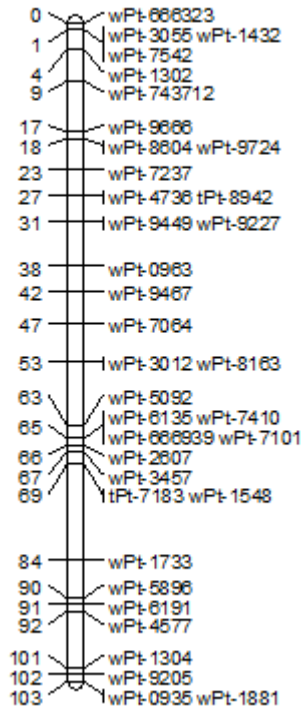 0 wPt-666323
1 wPt-3055 wPt-1432
wPt-7542
4 wPt-1302
9 wPt-743712
17 wPt-9666
18 wPt-8604 wPt-9724
23 wPt-7237
27 wPt-4736 tPt-8942
31 wPt-9449 wPt-9227
38 wPt-0963
42 wPt-9467
47 wPt-7064
53 wPt-3012 wPt-8163
63 wPt-5092
65 wPt-6135 wPt-7410
wPt-666939 wPt-7101
66 wPt-2607
67 wPt-3457
69 tPt-7183 wPt-1548
84 wPt-1733
90 wPt-5896
91 wPt-6191
92 wPt-4577
101 wPt-1304
102 wPt-9205
103 wPt-0935 wPt-1881